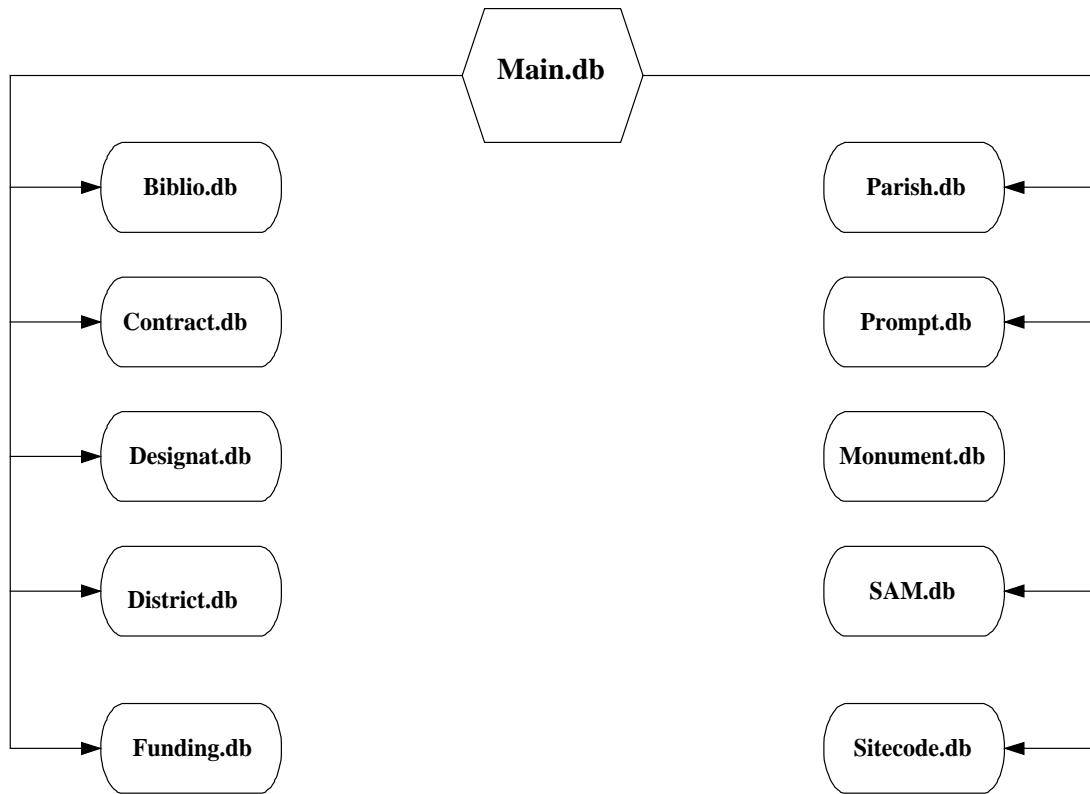 Main.db
Biblio.db
Parish.db
Contract.db
Prompt.db
Designat.db
Monument.db
District.db
SAM.db
Funding.db
Sitecode.db